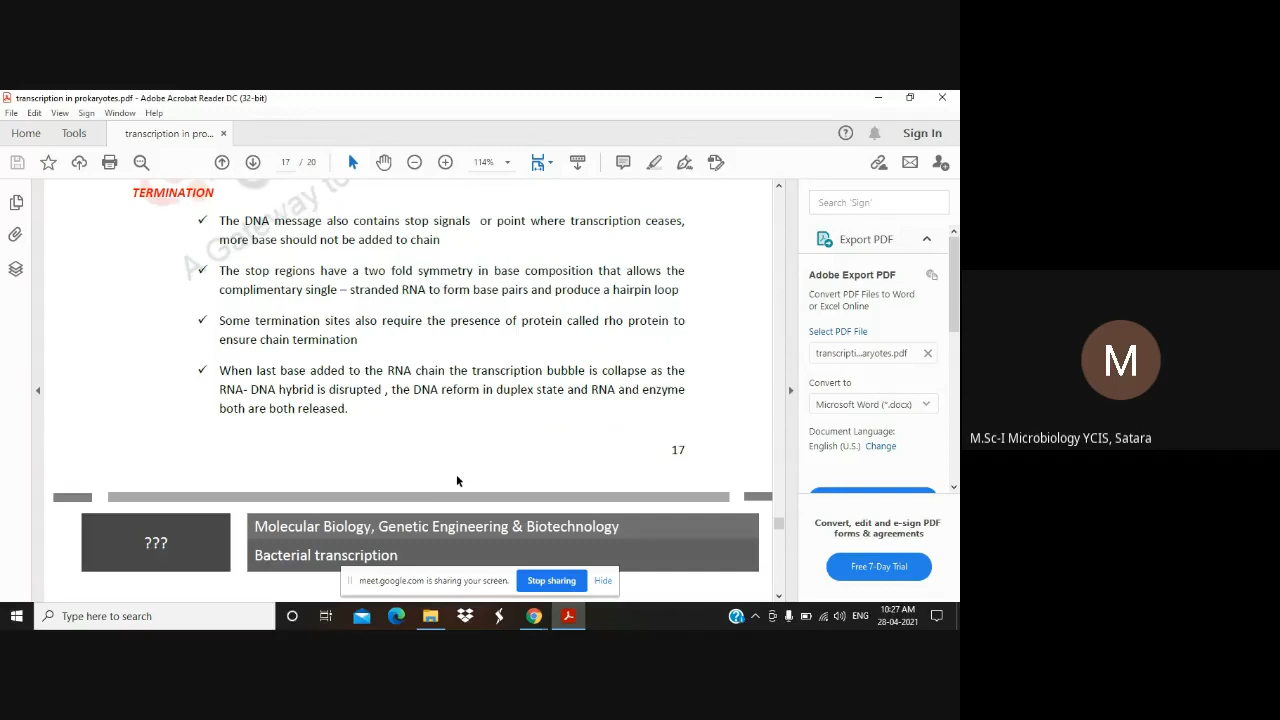 transcription in prokaryotes.pdf - Adobe Acrobat Reader DC (32-bit)
File Edit View Sign Window Help
Home Tools transcription in pro... × Sign In
17 / 20 114%
TERMINATION
A Gateway to
✓ The DNA message also contains stop signals or point where transcription ceases,
more base should not be added to chain
✓ The stop regions have a two fold symmetry in base composition that allows the
complimentary single – stranded RNA to form base pairs and produce a hairpin loop
✓ Some termination sites also require the presence of protein called rho protein to
ensure chain termination
✓ When last base added to the RNA chain the transcription bubble is collapse as the
RNA- DNA hybrid is disrupted , the DNA reform in duplex state and RNA and enzyme
both are both released.
17
???
Molecular Biology, Genetic Engineering & Biotechnology
Bacterial transcription
meet.google.com is sharing your screen. Stop sharing Hide
Search 'Sign'
Export PDF
Adobe Export PDF
Convert PDF Files to Word
or Excel Online
Select PDF File
transcripti...aryotes.pdf
Convert to
Microsoft Word (*.docx)
Document Language:
English (U.S.) Change
Convert, edit and e-sign PDF
forms & agreements
Free 7-Day Trial
Type here to search
ENG
10:27 AM
28-04-2021
M
M.Sc-I Microbiology YCIS, Satara